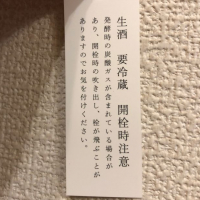 生酒　要冷蔵　開栓時注意
発酵時の炭酸ガスが含まれている場合が
あり、開栓時の吹き出し、栓が飛ぶことが
ありますのでお気を付けください。